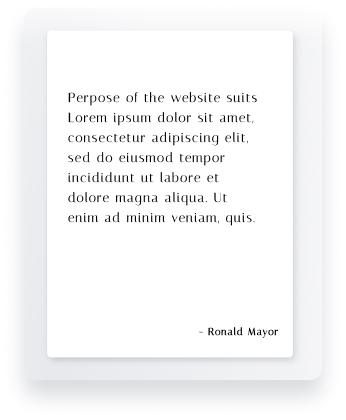 Perpose of the website suits
Lorem ipsum dolor sit amet,
consectetur adipiscing elit,
sed do eiusmod tempor
incididunt ut labore et
dolore magna aliqua. Ut
enim ad minim veniam, quis.
- Ronald Mayor